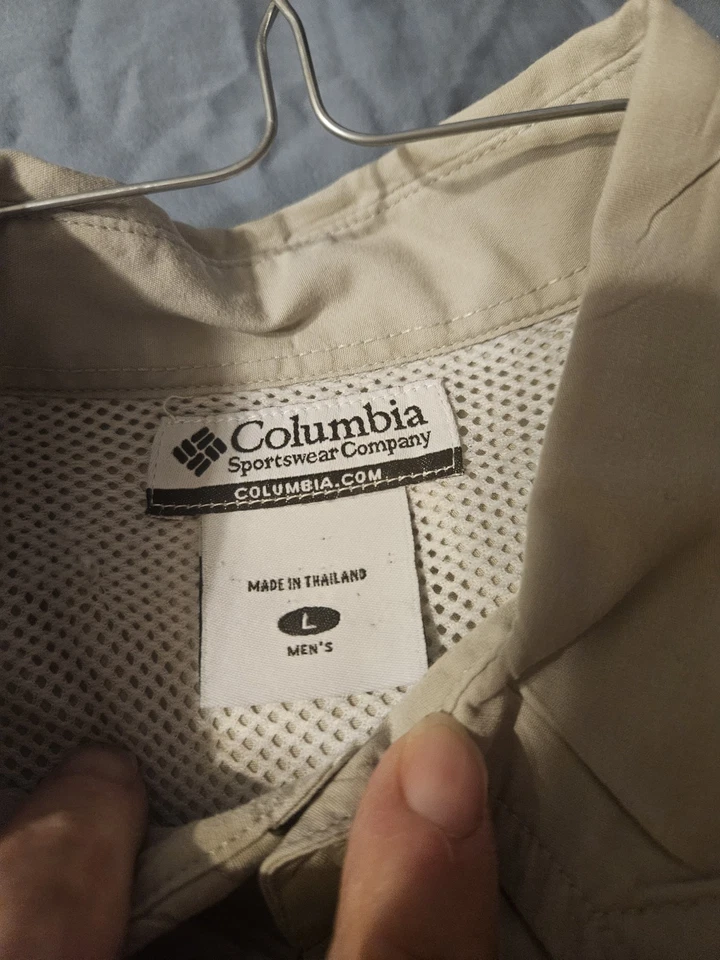 Columbia
Sportswear Company
COLUMBIA.COM
MADE IN THAILAND
L
MEN'S